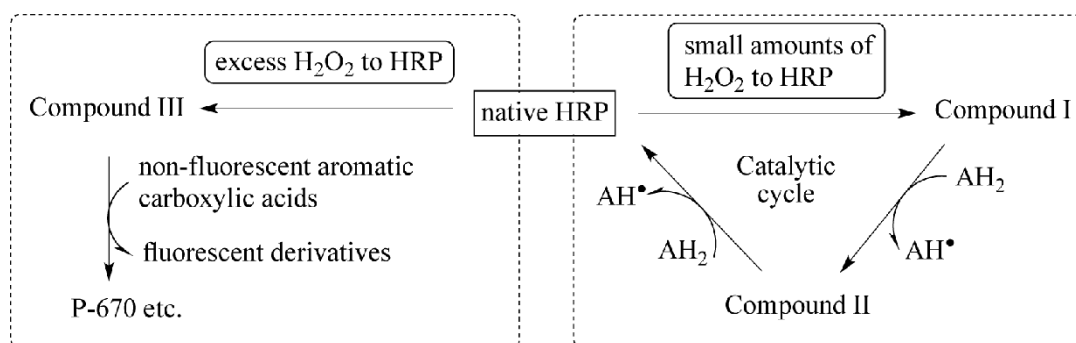 excess H₂O₂ to HRP
Compound III
non-fluorescent aromatic
carboxylic acids
fluorescent derivatives
P-670 etc.
native HRP
small amounts of
H₂O₂ to HRP
Compound I
Catalytic
cycle
AH•
AH₂
AH₂
AH•
Compound II